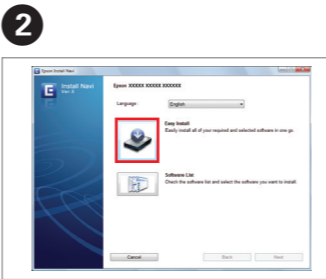 2
Epson Install Navi
Install Navi
Epson XXXXX XXXXX XXXXXX
Language:
English
Easy Install
Easily install all of your required and selected software in one go.
Software List
Check the software list and select the software you want to install.
Cancel
Back
Next